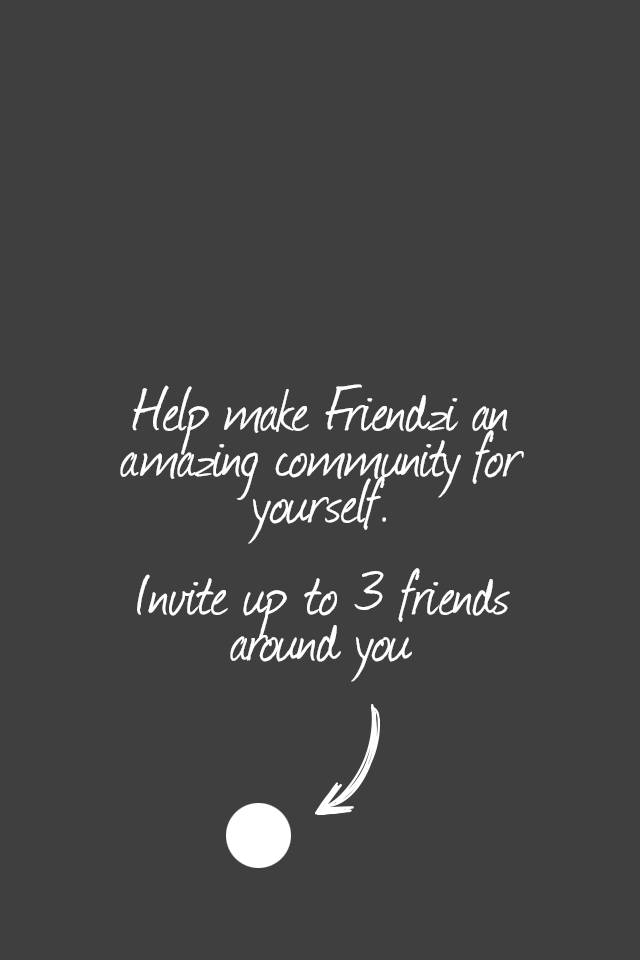 Help make Friendzi an
amazing community for
yourself.
Invite up to 3 friends
around you